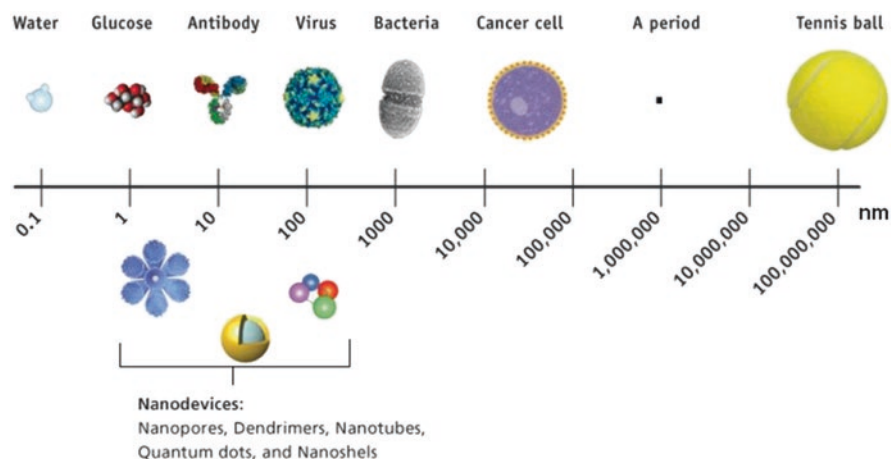 Water Glucose Antibody Virus Bacteria Cancer cell A period Tennis ball
0.1 1 10 100 1000 10,000 100,000 1,000,000 10,000,000 100,000,000 nm
Nanodevices:
Nanopores, Dendrimers, Nanotubes,
Quantum dots, and Nanoshels